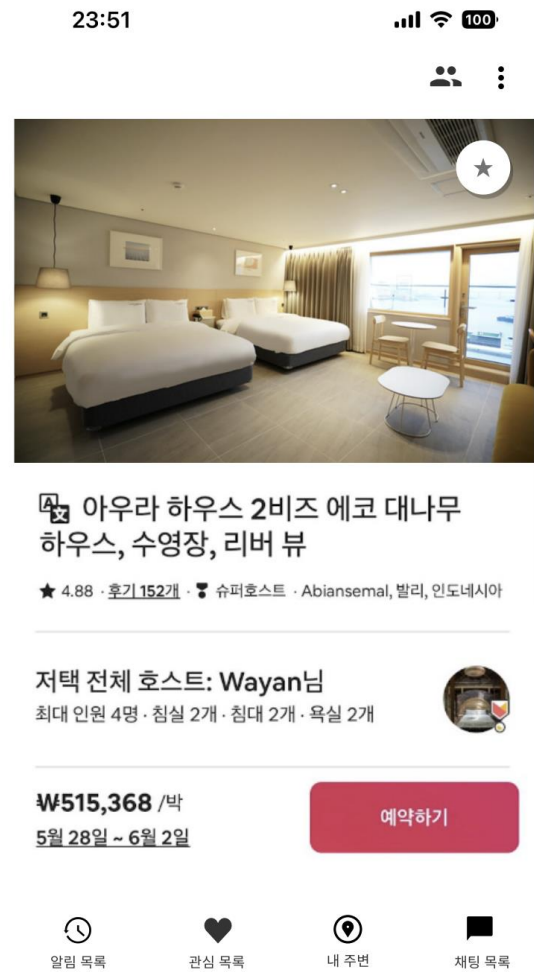 23:51
100
아우라 하우스 2비즈 에코 대나무
하우스, 수영장, 리버 뷰
4.88 · 후기 152개 · 슈퍼호스트 · Abiansemal, 발리, 인도네시아
저택 전체 호스트: Wayan님
최대 인원 4명 · 침실 2개 · 침대 2개 · 욕실 2개
₩515,368 /박
5월 28일 ~ 6월 2일
예약하기
알림 목록
관심 목록
내 주변
채팅 목록